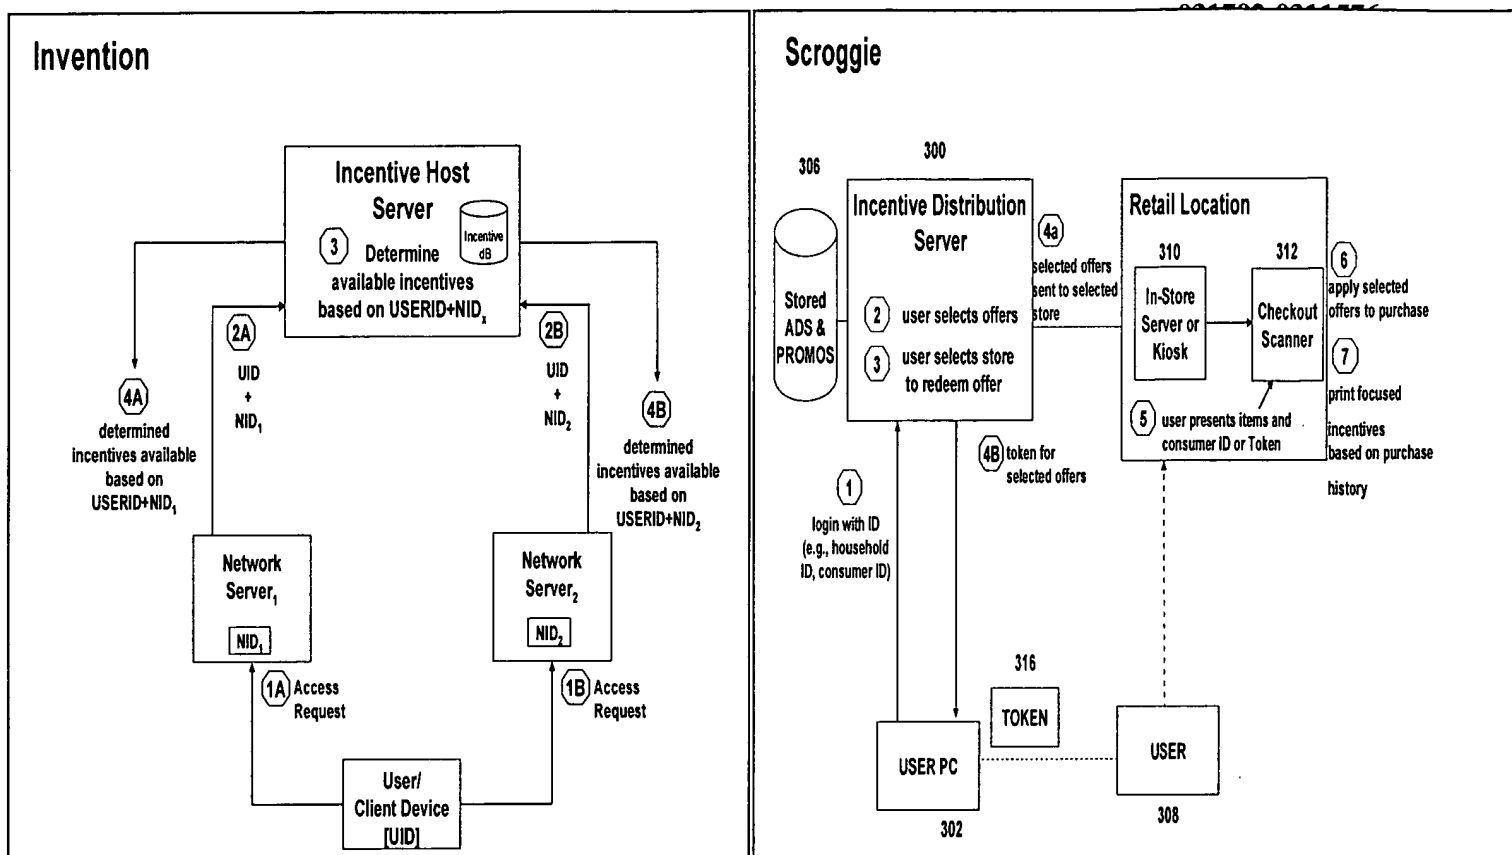 Invention
Incentive Host
Server
Incentive
dB
3
Determine
available incentives
based on USERID+NIDx
2A
UID
+
NID1
2B
UID
+
NID2
4A
determined
incentives available
based on
USERID+NID1
4B
determined
incentives available
based on
USERID+NID2
Network
Server1
NID1
Network
Server2
NID2
1A Access
Request
1B Access
Request
User/
Client Device
[UID]
Scroggie
306
300
Stored
ADS &
PROMOS
Incentive Distribution
Server
2 user selects offers
3 user selects store
to redeem offer
4a
selected offers
sent to selected
store
Retail Location
310
In-Store
Server or
Kiosk
312
Checkout
Scanner
5 user presents items and
consumer ID or Token
6
apply selected
offers to purchase
7
print focused
incentives
based on purchase
history
4B token for
selected offers
1
login with ID
(e.g., household
ID, consumer ID)
316
TOKEN
USER PC
302
USER
308